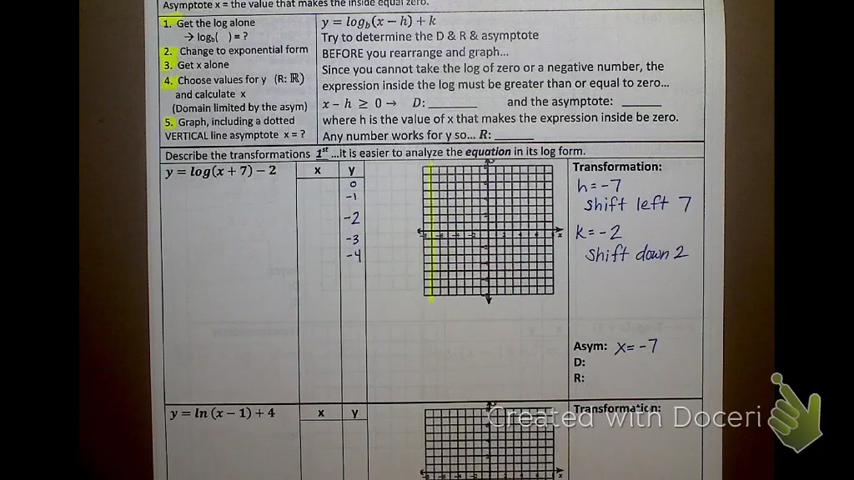 Asymptote x = the value that makes the inside equal zero.
1. Get the log alone
→ log_b( ) = ?
2. Change to exponential form
3. Get x alone
4. Choose values for y (R: ℝ)
and calculate x
(Domain limited by the asym)
5. Graph, including a dotted
VERTICAL line asymptote x = ?
y = log_b(x − h) + k
Try to determine the D & R & asymptote
BEFORE you rearrange and graph...
Since you cannot take the log of zero or a negative number, the
expression inside the log must be greater than or equal to zero...
x − h ≥ 0 → D: ________ and the asymptote: ______
where h is the value of x that makes the expression inside be zero.
Any number works for y so... R: ______
Describe the transformations 1st ...it is easier to analyze the equation in its log form.
y = log(x + 7) − 2
x y
0
-1
-2
-3
-4
Transformation:
h = -7
shift left 7
k = -2
shift down 2
Asym: x = -7
D:
R:
y = ln (x − 1) + 4
x y
Transformation:
Created with Doceri